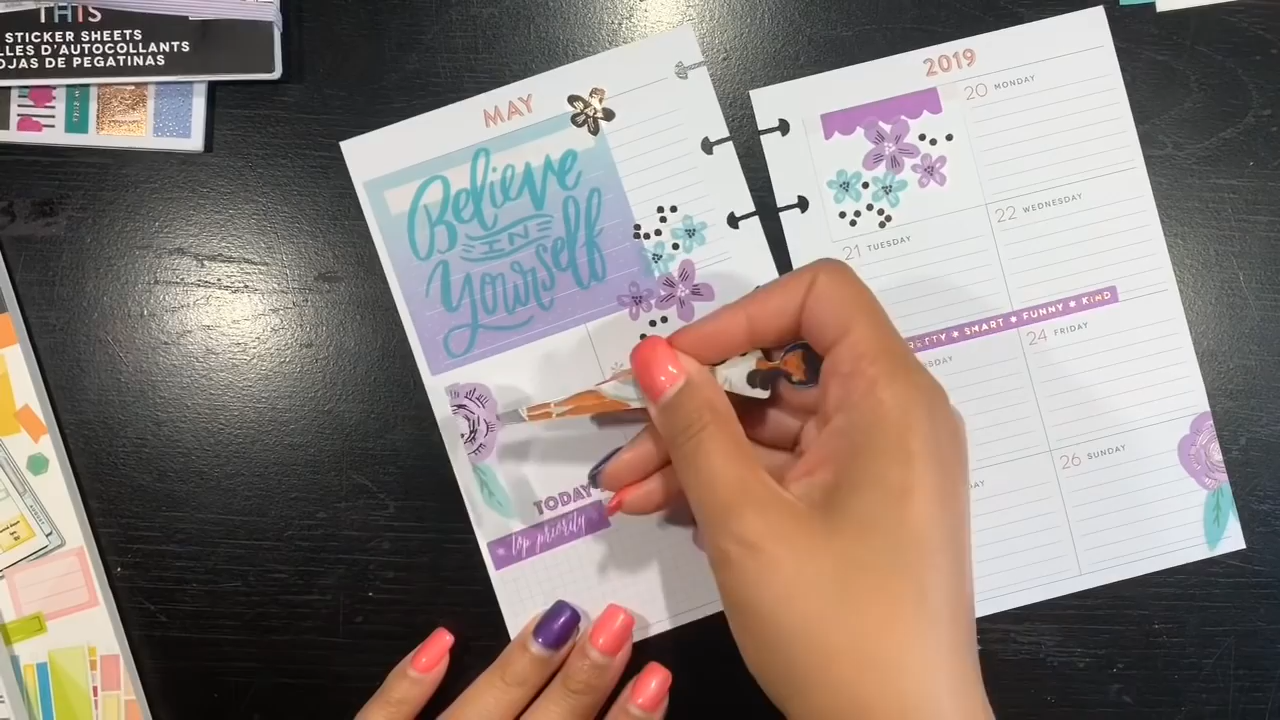 THIS
STICKER SHEETS
LLES D'AUTOCOLLANTS
OJAS DE PEGATINAS
MAY
Believe
IN
Yourself
TODAY
top priority
2019
20 MONDAY
22 WEDNESDAY
21 TUESDAY
RETTY * SMART * FUNNY * KIND
24 FRIDAY
26 SUNDAY